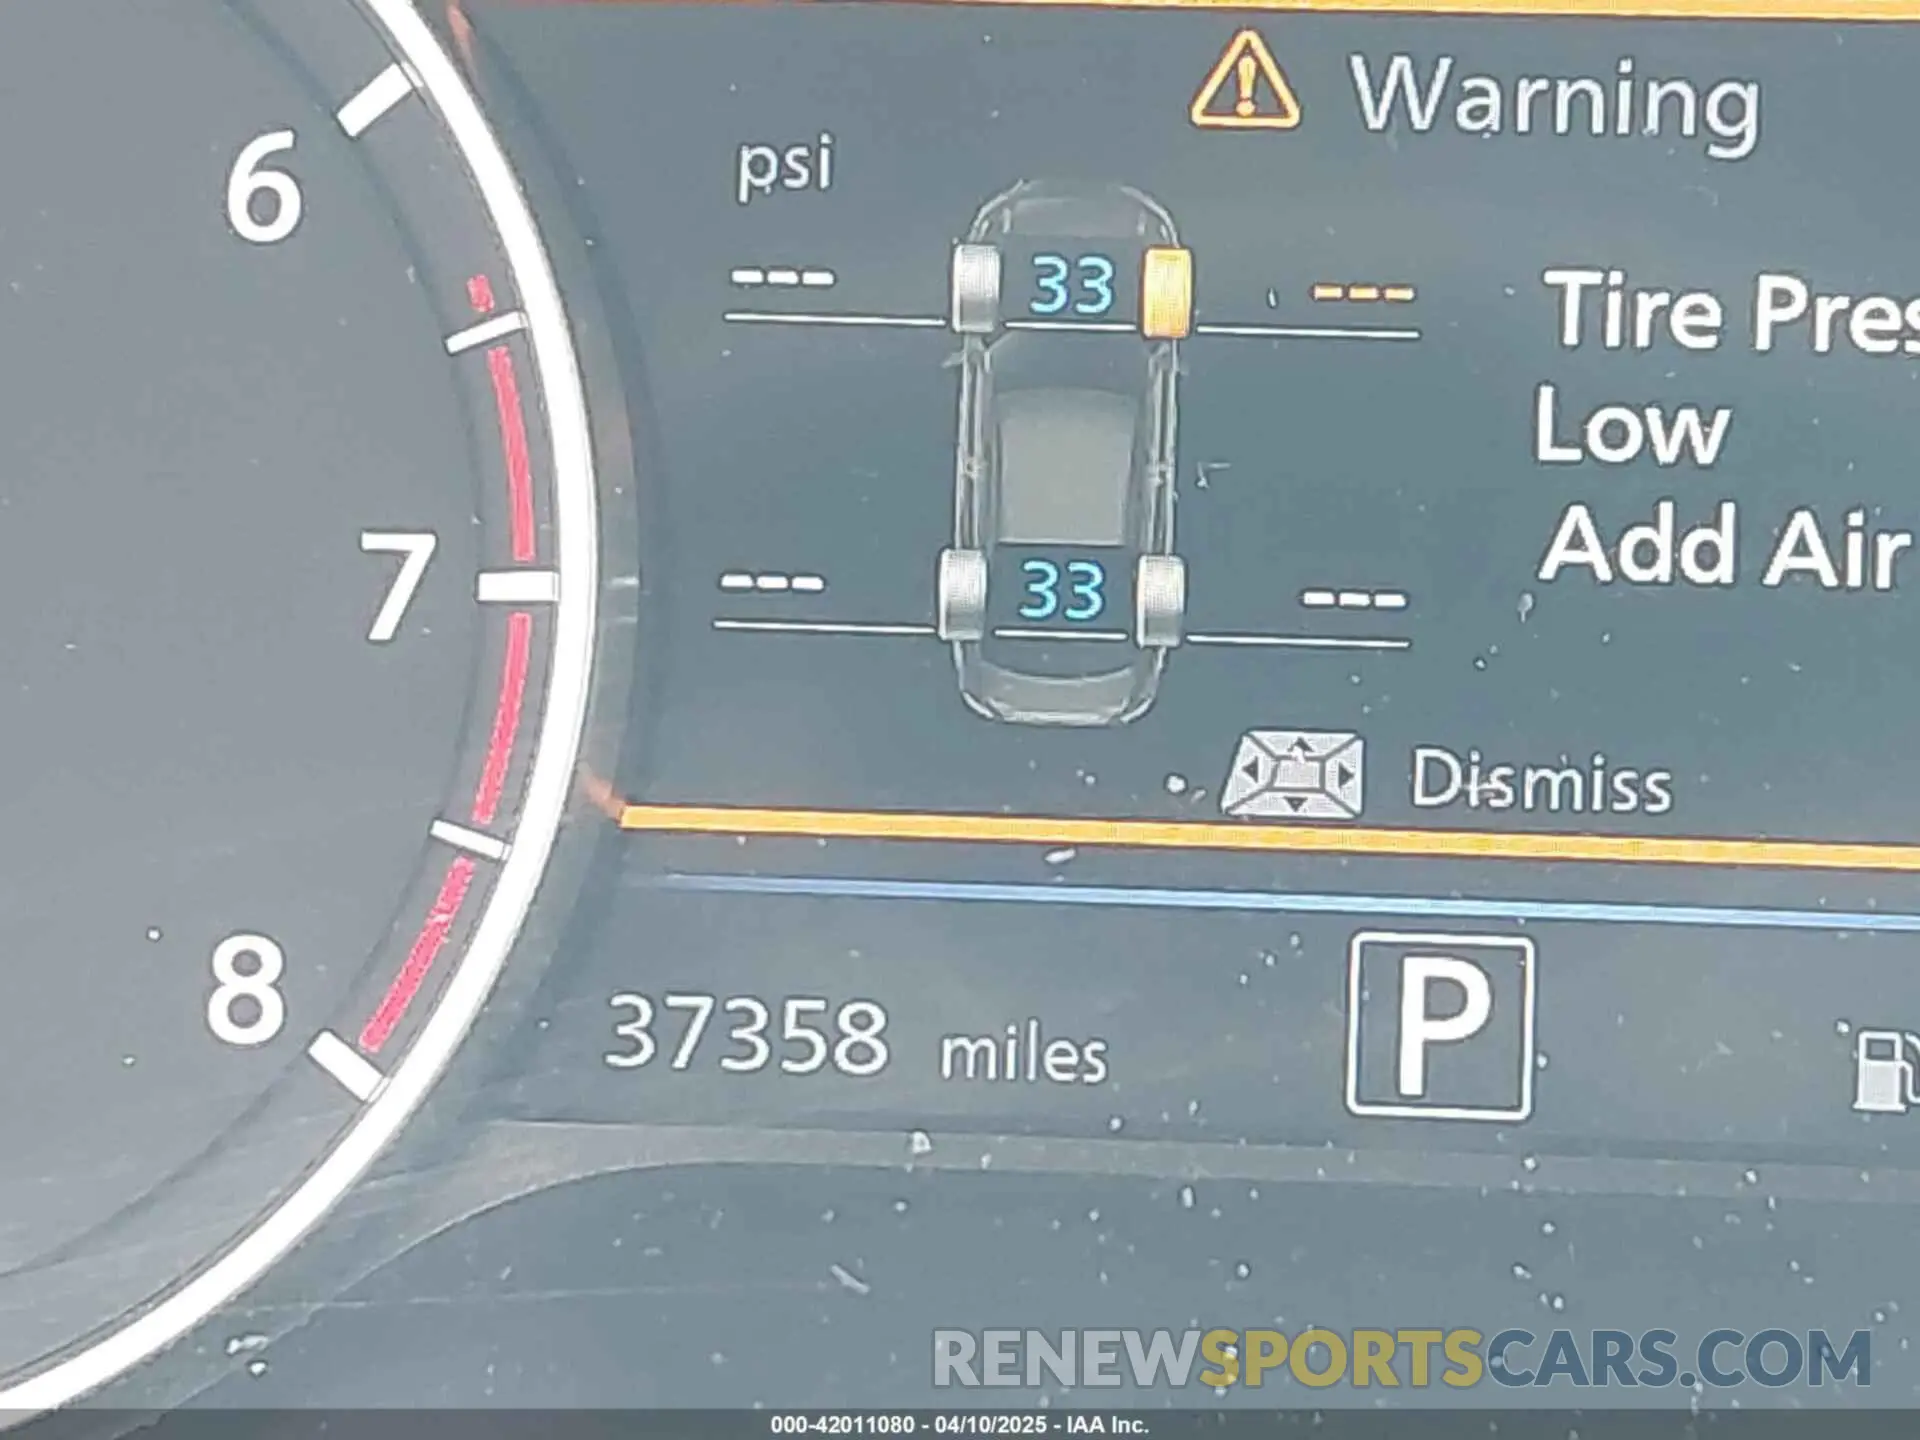 6
7
8
Warning
psi
--- 33 ---
--- 33 ---
Tire Pres
Low
Add Air
Dismiss
37358 miles
P
RENEWSPORTSCARS.COM
000-42011080 - 04/10/2025 - IAA Inc.